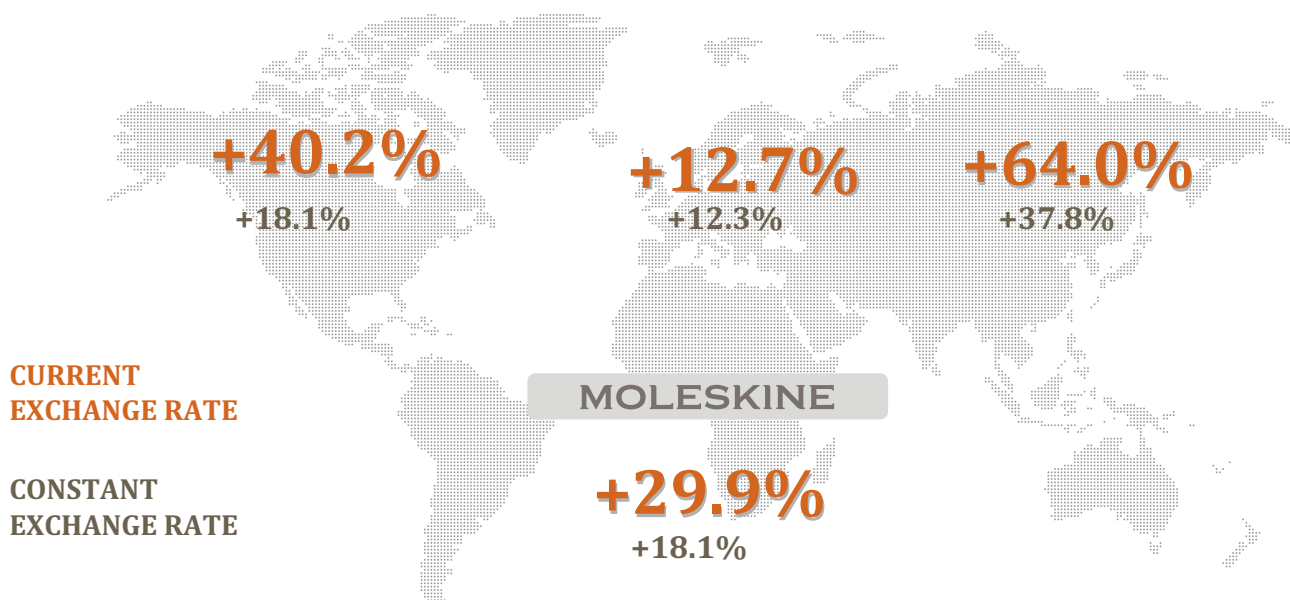 +40.2%
+18.1%
+12.7%
+12.3%
+64.0%
+37.8%
CURRENT
EXCHANGE RATE
CONSTANT
EXCHANGE RATE
MOLESKINE
+29.9%
+18.1%